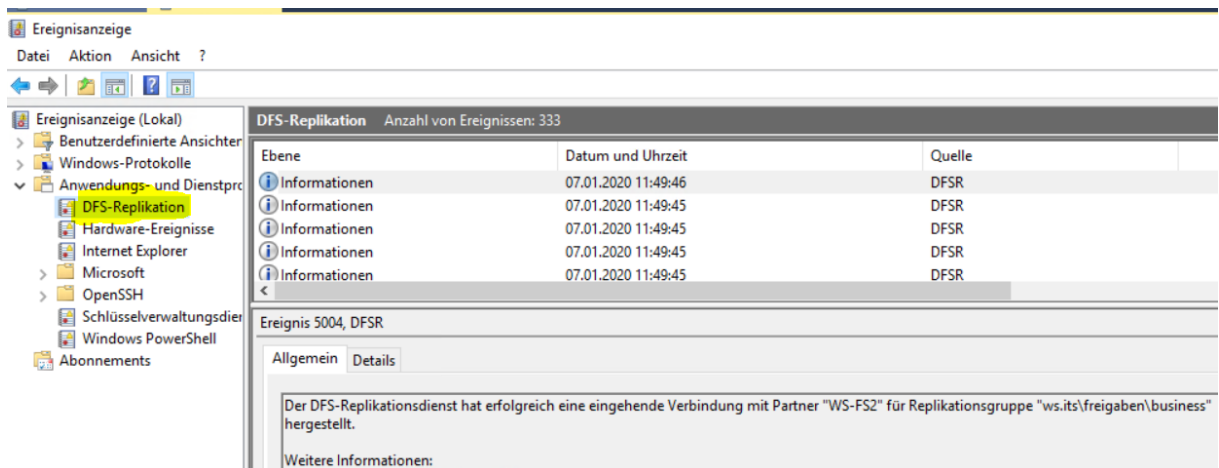 Ereignisanzeige
Datei Aktion Ansicht ?
Ereignisanzeige (Lokal)
Benutzerdefinierte Ansichter
Windows-Protokolle
Anwendungs- und Dienstprc
DFS-Replikation
Hardware-Ereignisse
Internet Explorer
Microsoft
OpenSSH
Schlüsselverwaltungsdier
Windows PowerShell
Abonnements
DFS-Replikation Anzahl von Ereignissen: 333
Ebene Datum und Uhrzeit Quelle
Informationen 07.01.2020 11:49:46 DFSR
Informationen 07.01.2020 11:49:45 DFSR
Informationen 07.01.2020 11:49:45 DFSR
Informationen 07.01.2020 11:49:45 DFSR
Informationen 07.01.2020 11:49:45 DFSR
Ereignis 5004, DFSR
Allgemein Details
Der DFS-Replikationsdienst hat erfolgreich eine eingehende Verbindung mit Partner "WS-FS2" für Replikationsgruppe "ws.its\freigaben\business"
hergestellt.
Weitere Informationen: